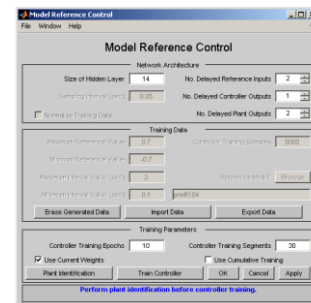 Model Reference Control
File Window Help
Model Reference Control
Network Architecture
Size of Hidden Layer 14 No. Delayed Reference Inputs 2
Sampling Interval (sec) 0.05 No. Delayed Controller Outputs 1
Normalize Training Data No. Delayed Plant Outputs 2
Training Data
Maximum Reference Value 0.7 Controller Training Samples 6000
Minimum Reference Value -0.7
Maximum Interval Value (sec) 2 Reference Model Browse
Minimum Interval Value (sec) 0.1
Erase Generated Data Import Data Export Data
Training Parameters
Controller Training Epochs 10 Controller Training Segments 30
Use Current Weights Use Cumulative Training
Plant Identification Train Controller OK Cancel Apply
Perform plant identification before controller training.